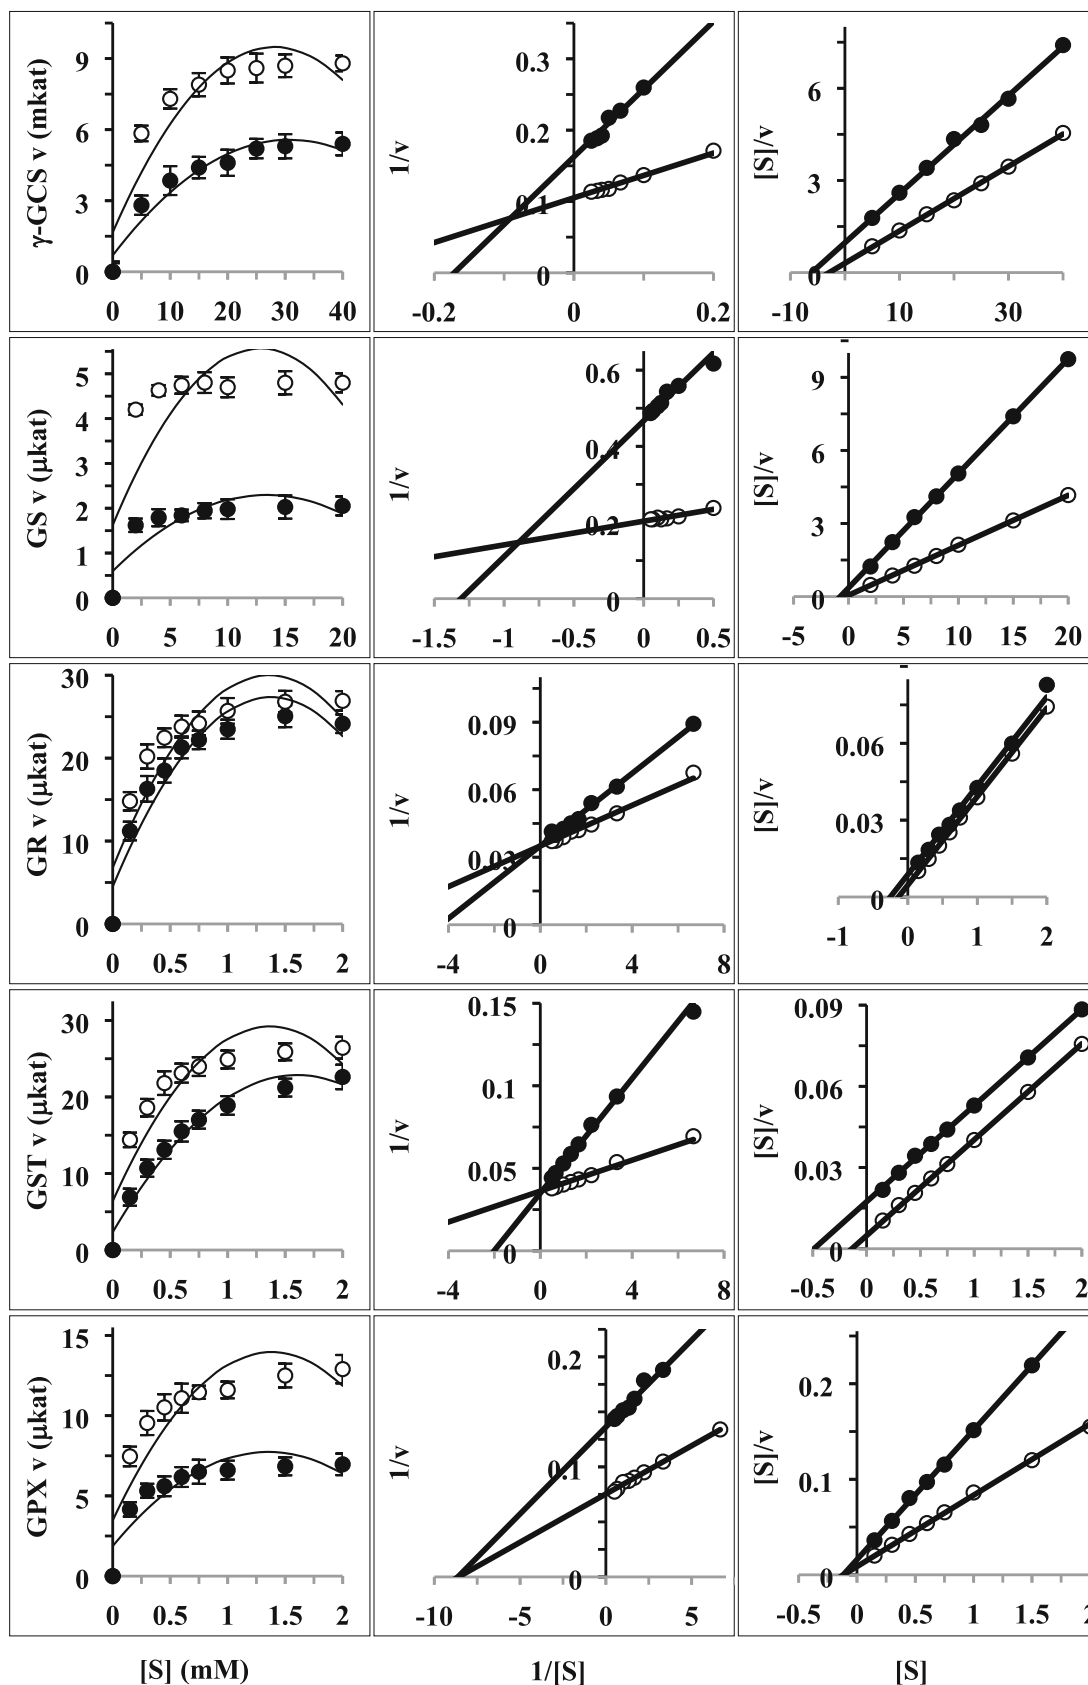 γ-GCS v (mkat)
9
6
3
0
0 10 20 30 40
1/v
0.3
0.2
0.1
0
-0.2 0 0.2
[S]/v
6
3
-10 10 30
GS v (µkat)
5
4
3
2
1
0
0 5 10 15 20
1/v
0.6
0.4
0.2
0
-1.5 -1 -0.5 0 0.5
[S]/v
9
6
3
0
-5 0 5 10 15 20
GR v (µkat)
30
20
10
0
0 0.5 1 1.5 2
1/v
0.09
0.06
0.03
0
-4 0 4 8
[S]/v
0.06
0.03
0
-1 0 1 2
GST v (µkat)
30
20
10
0
0 0.5 1 1.5 2
1/v
0.15
0.1
0.05
0
-4 0 4 8
[S]/v
0.09
0.06
0.03
0
-0.5 0 0.5 1 1.5 2
GPX v (µkat)
15
10
5
0
0 0.5 1 1.5 2
1/v
0.2
0.1
0
-10 -5 0 5
[S]/v
0.2
0.1
0
-0.5 0 0.5 1 1.5 2
[S] (mM) 1/[S] [S]